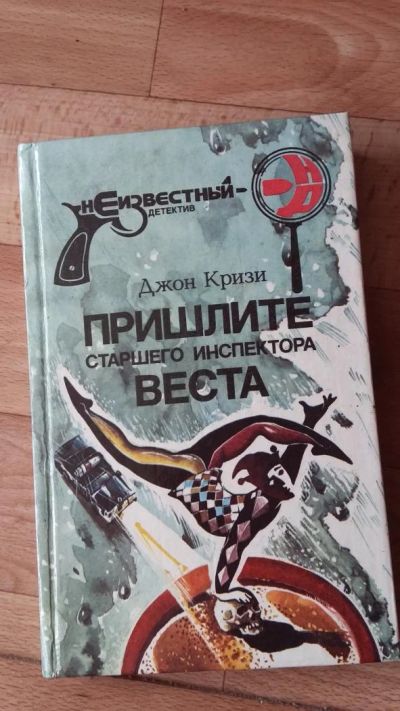 НЕИЗВЕСТНЫЙ
ДЕТЕКТИВ
НД
Джон Кризи
ПРИШЛИТЕ
СТАРШЕГО ИНСПЕКТОРА
ВЕСТА